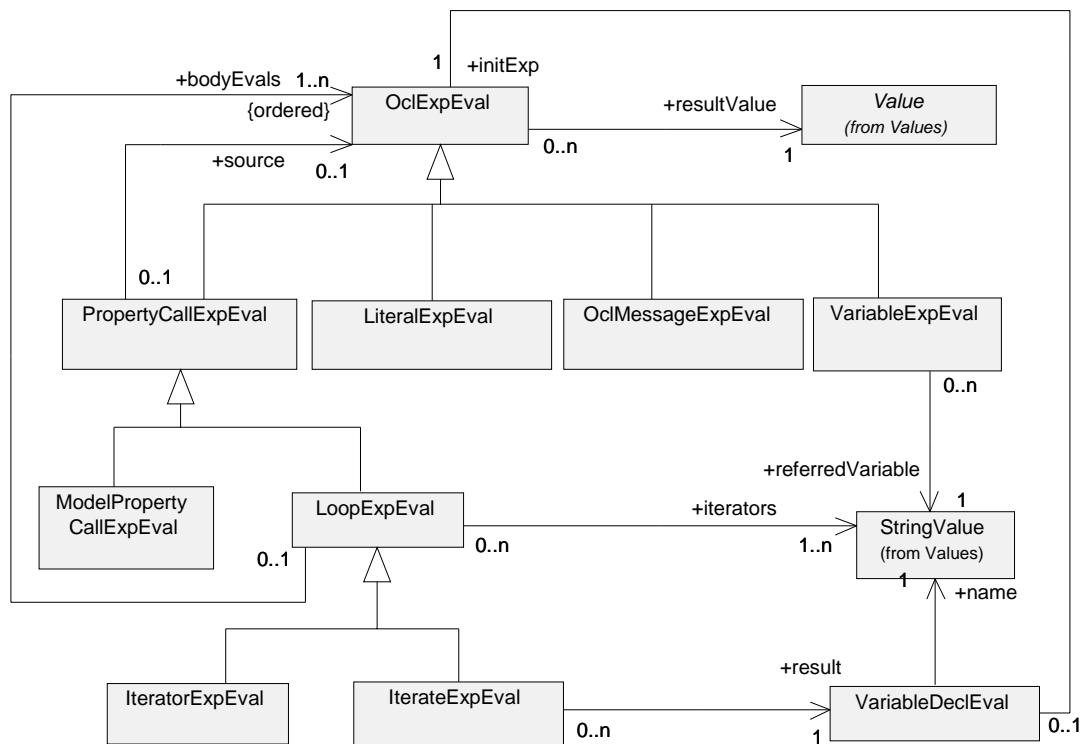 1
+initExp
+bodyEvals
1..n
OclExpEval
{ordered}
+resultValue
Value
(from Values)
0..n
1
+source
0..1
0..1
PropertyCallExpEval
LiteralExpEval
OclMessageExpEval
VariableExpEval
0..n
+referredVariable
1
ModelProperty
CallExpEval
LoopExpEval
+iterators
StringValue
(from Values)
0..1
0..n
1..n
1
+name
+result
IteratorExpEval
IterateExpEval
VariableDeclEval
0..n
1
0..1